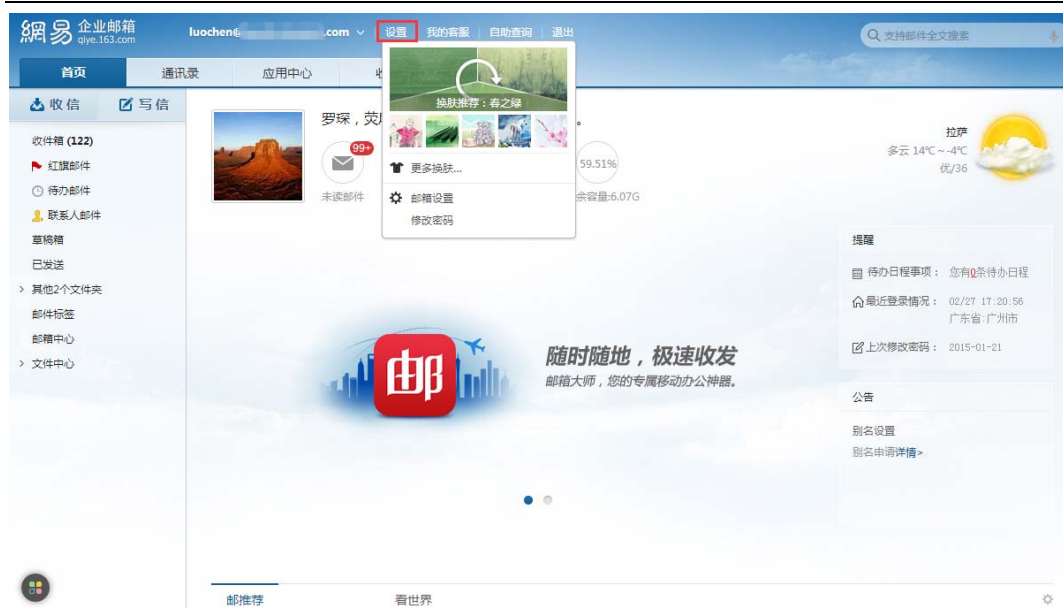 網易 企业邮箱
qiye.163.com
luochen .com
设置 | 我的客服 | 自助查询 | 退出
支持邮件全文搜索
首页
通讯录
应用中心
换肤推荐：春之绿
更多换肤...
邮箱设置
修改密码
收信
写信
收件箱 (122)
红旗邮件
待办邮件
联系人邮件
草稿箱
已发送
其他2个文件夹
邮件标签
邮箱中心
文件中心
罗琛，荧
99+
未读邮件
59.51%
余容量:6.07G
拉萨
多云 14℃~-4℃
优/36
提醒
待办日程事项： 您有0条待办日程
最近登录情况： 02/27 17:20:56
广东省:广州市
上次修改密码： 2015-01-21
公告
别名设置
别名申请详情>
邮
随时随地，极速收发
邮箱大师，您的专属移动办公神器。
邮推荐
看世界